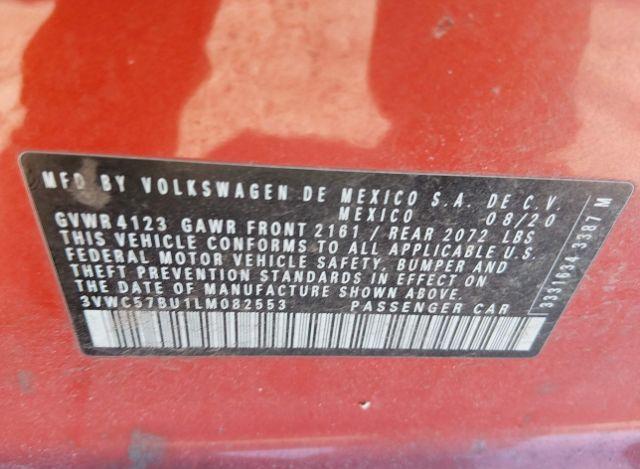 MFD BY VOLKSWAGEN DE MEXICO S.A. DE C.V.
MEXICO 08/20
GVWR 4123 GAWR FRONT 2161 / REAR 2072 LBS
THIS VEHICLE CONFORMS TO ALL APPLICABLE U.S.
FEDERAL MOTOR VEHICLE SAFETY, BUMPER AND
THEFT PREVENTION STANDARDS IN EFFECT ON
THE DATE OF MANUFACTURE SHOWN ABOVE.
3VWC57BU1LM082553 PASSENGER CAR
3331034 3387 M